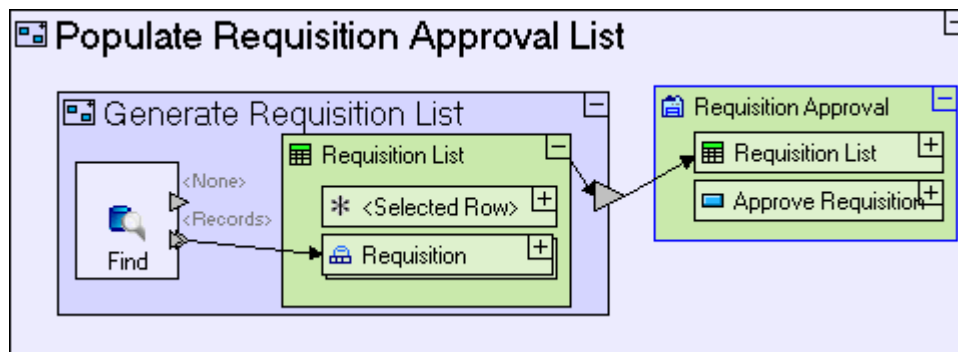 Populate Requisition Approval List
Generate Requisition List
Requisition Approval
Requisition List
Requisition List
<None>
<Selected Row>
Approve Requisition
<Records>
Requisition
Find